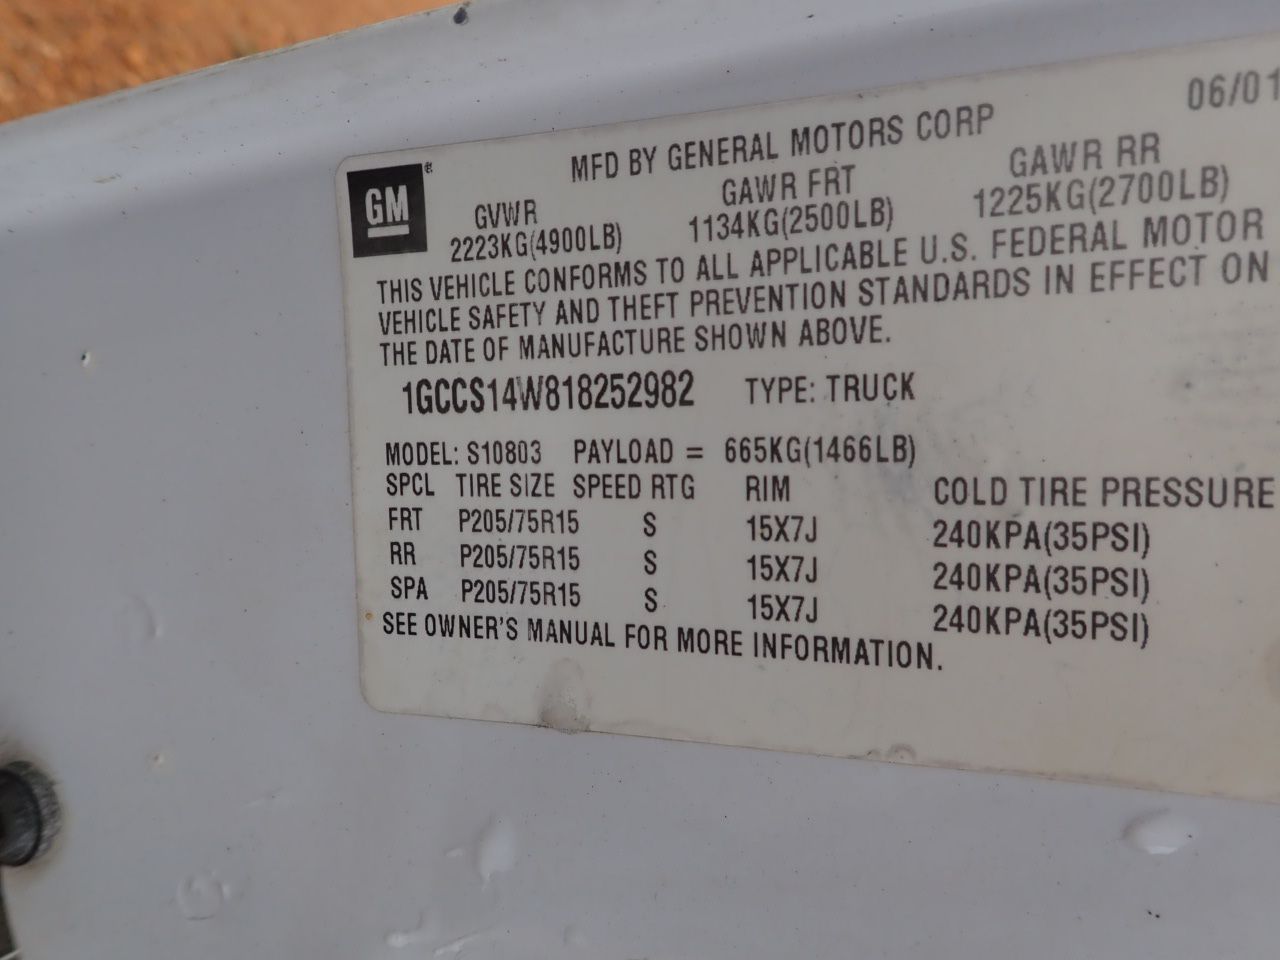 06/01
MFD BY GENERAL MOTORS CORP
GM®
GVWR GAWR FRT GAWR RR
2223KG(4900LB) 1134KG(2500LB) 1225KG(2700LB)
THIS VEHICLE CONFORMS TO ALL APPLICABLE U.S. FEDERAL MOTOR
VEHICLE SAFETY AND THEFT PREVENTION STANDARDS IN EFFECT ON
THE DATE OF MANUFACTURE SHOWN ABOVE.
1GCCS14W818252982 TYPE: TRUCK
MODEL: S10803 PAYLOAD = 665KG(1466LB)
SPCL TIRE SIZE SPEED RTG RIM COLD TIRE PRESSURE
FRT P205/75R15 S 15X7J 240KPA(35PSI)
RR P205/75R15 S 15X7J 240KPA(35PSI)
SPA P205/75R15 S 15X7J 240KPA(35PSI)
SEE OWNER'S MANUAL FOR MORE INFORMATION.